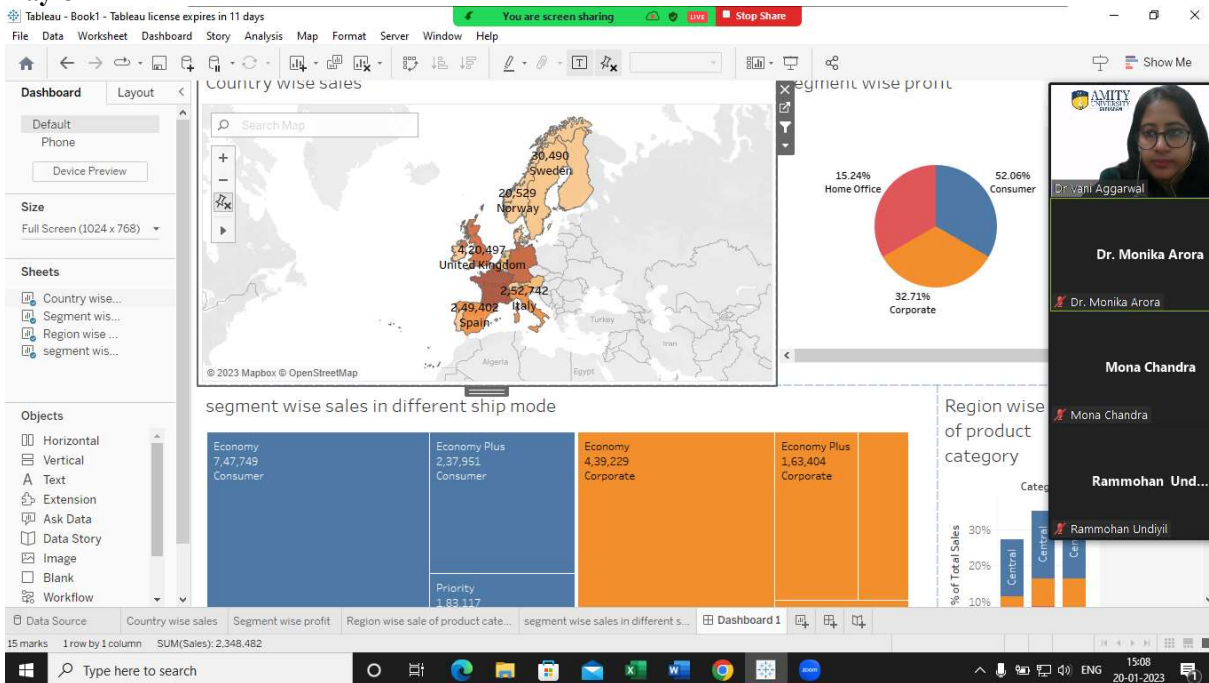 Tableau - Book1 - Tableau license expires in 11 days
You are screen sharing
LIVE
Stop Share
File Data Worksheet Dashboard Story Analysis Map Format Server Window Help
Show Me
Dashboard Layout
Default
Phone
Device Preview
Size
Full Screen (1024 x 768)
Sheets
Country wise...
Segment wis...
Region wise ...
segment wis...
Objects
Horizontal
Vertical
Text
Extension
Ask Data
Data Story
Image
Blank
Workflow
Country wise sales
Search Map
30,490
Sweden
20,529
Norway
4,20,497
United Kingdom
2,52,742
Italy
2,49,402
Spain
Turkey
Iran
Algeria
Egypt
© 2023 Mapbox © OpenStreetMap
egment wise profit
15.24%
Home Office
52.06%
Consumer
32.71%
Corporate
segment wise sales in different ship mode
Economy
7,47,749
Consumer
Economy Plus
2,37,951
Consumer
Priority
1,83,117
Economy
4,39,229
Corporate
Economy Plus
1,63,404
Corporate
Region wise
of product
category
Categ
% of Total Sales
30%
20%
10%
Central
Central
Cen
AMITY
UNIVERSITY
Dr Vani Aggarwal
Dr. Monika Arora
Dr. Monika Arora
Mona Chandra
Mona Chandra
Rammohan Und...
Rammohan Undiyil
Data Source Country wise sales Segment wise profit Region wise sale of product cate... segment wise sales in different s... Dashboard 1
15 marks 1 row by 1 column SUM(Sales): 2,348,482
Type here to search
zoom
ENG
15:08
20-01-2023